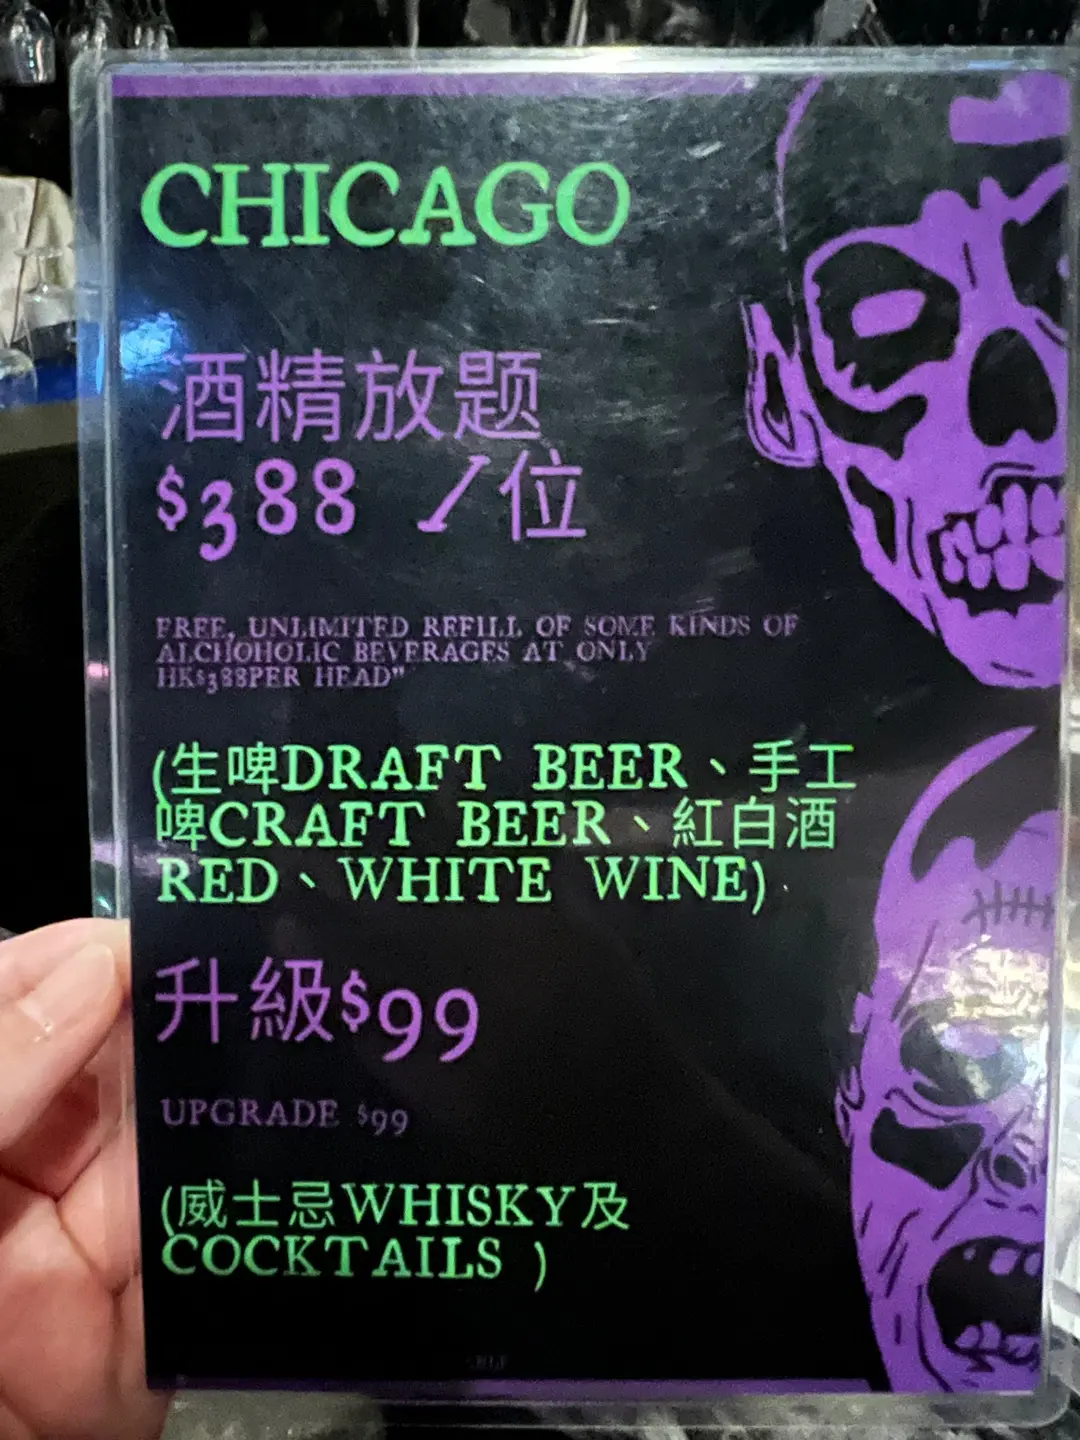 CHICAGO
酒精放题
$388 /位
FREE, UNLIMITED REFILL OF SOME KINDS OF
ALCHOHOLIC BEVERAGES AT ONLY
HK$388PER HEAD"
(生啤DRAFT BEER、手工
啤CRAFT BEER、紅白酒
RED、WHITE WINE)
升級$99
UPGRADE $99
(威士忌WHISKY及
COCKTAILS )